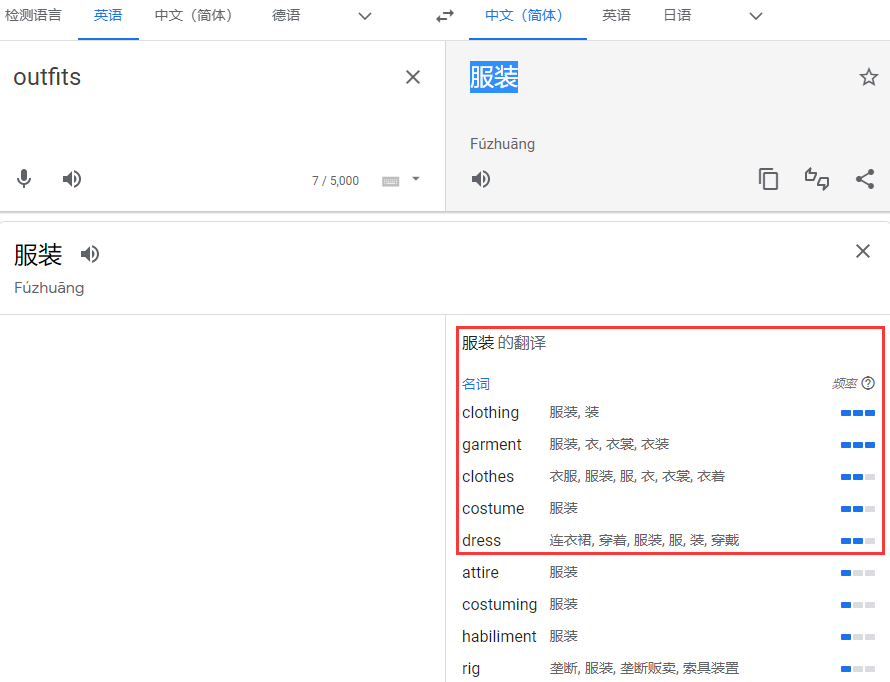 检测语言 英语 中文（简体） 德语 中文（简体） 英语 日语
outfits 服装
Fúzhuāng
7 / 5,000
服装
Fúzhuāng
服装 的翻译
名词 频率
clothing 服装, 装
garment 服装, 衣, 衣裳, 衣装
clothes 衣服, 服装, 服, 衣, 衣裳, 衣着
costume 服装
dress 连衣裙, 穿着, 服装, 服, 装, 穿戴
attire 服装
costuming 服装
habiliment 服装
rig 垄断, 服装, 垄断贩卖, 索具装置